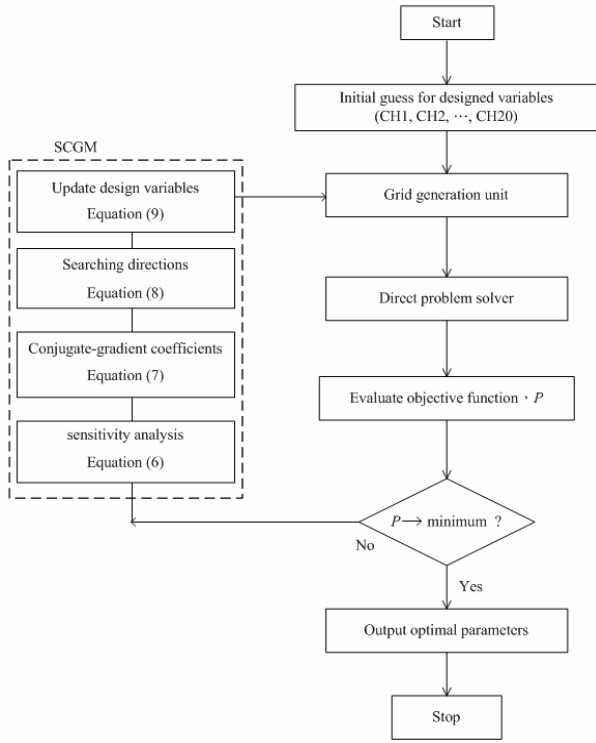 Start
Initial guess for designed variables
(CH1, CH2, ⋯, CH20)
SCGM
Update design variables
Equation (9)
Grid generation unit
Searching directions
Equation (8)
Direct problem solver
Conjugate-gradient coefficients
Equation (7)
Evaluate objective function，P
sensitivity analysis
Equation (6)
P→ minimum ?
No
Yes
Output optimal parameters
Stop